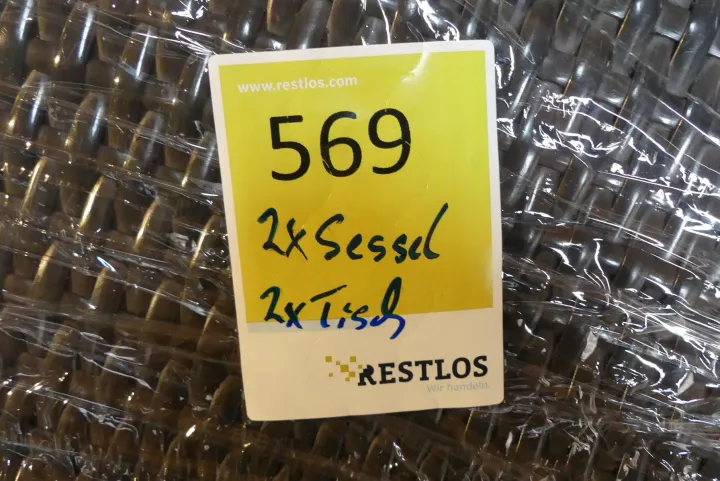 www.restlos.com
569
2x Sessel
2x Tisch
RESTLOS
Wir handeln.